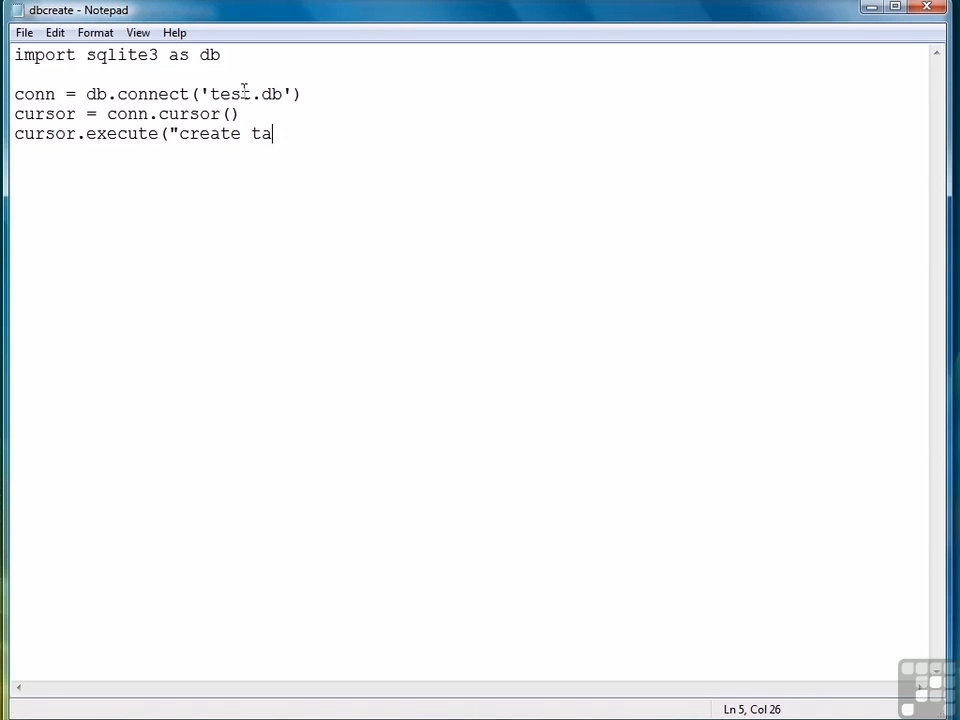 dbcreate - Notepad
File Edit Format View Help
import sqlite3 as db
conn = db.connect('test.db')
cursor = conn.cursor()
cursor.execute("create ta
Ln 5, Col 26